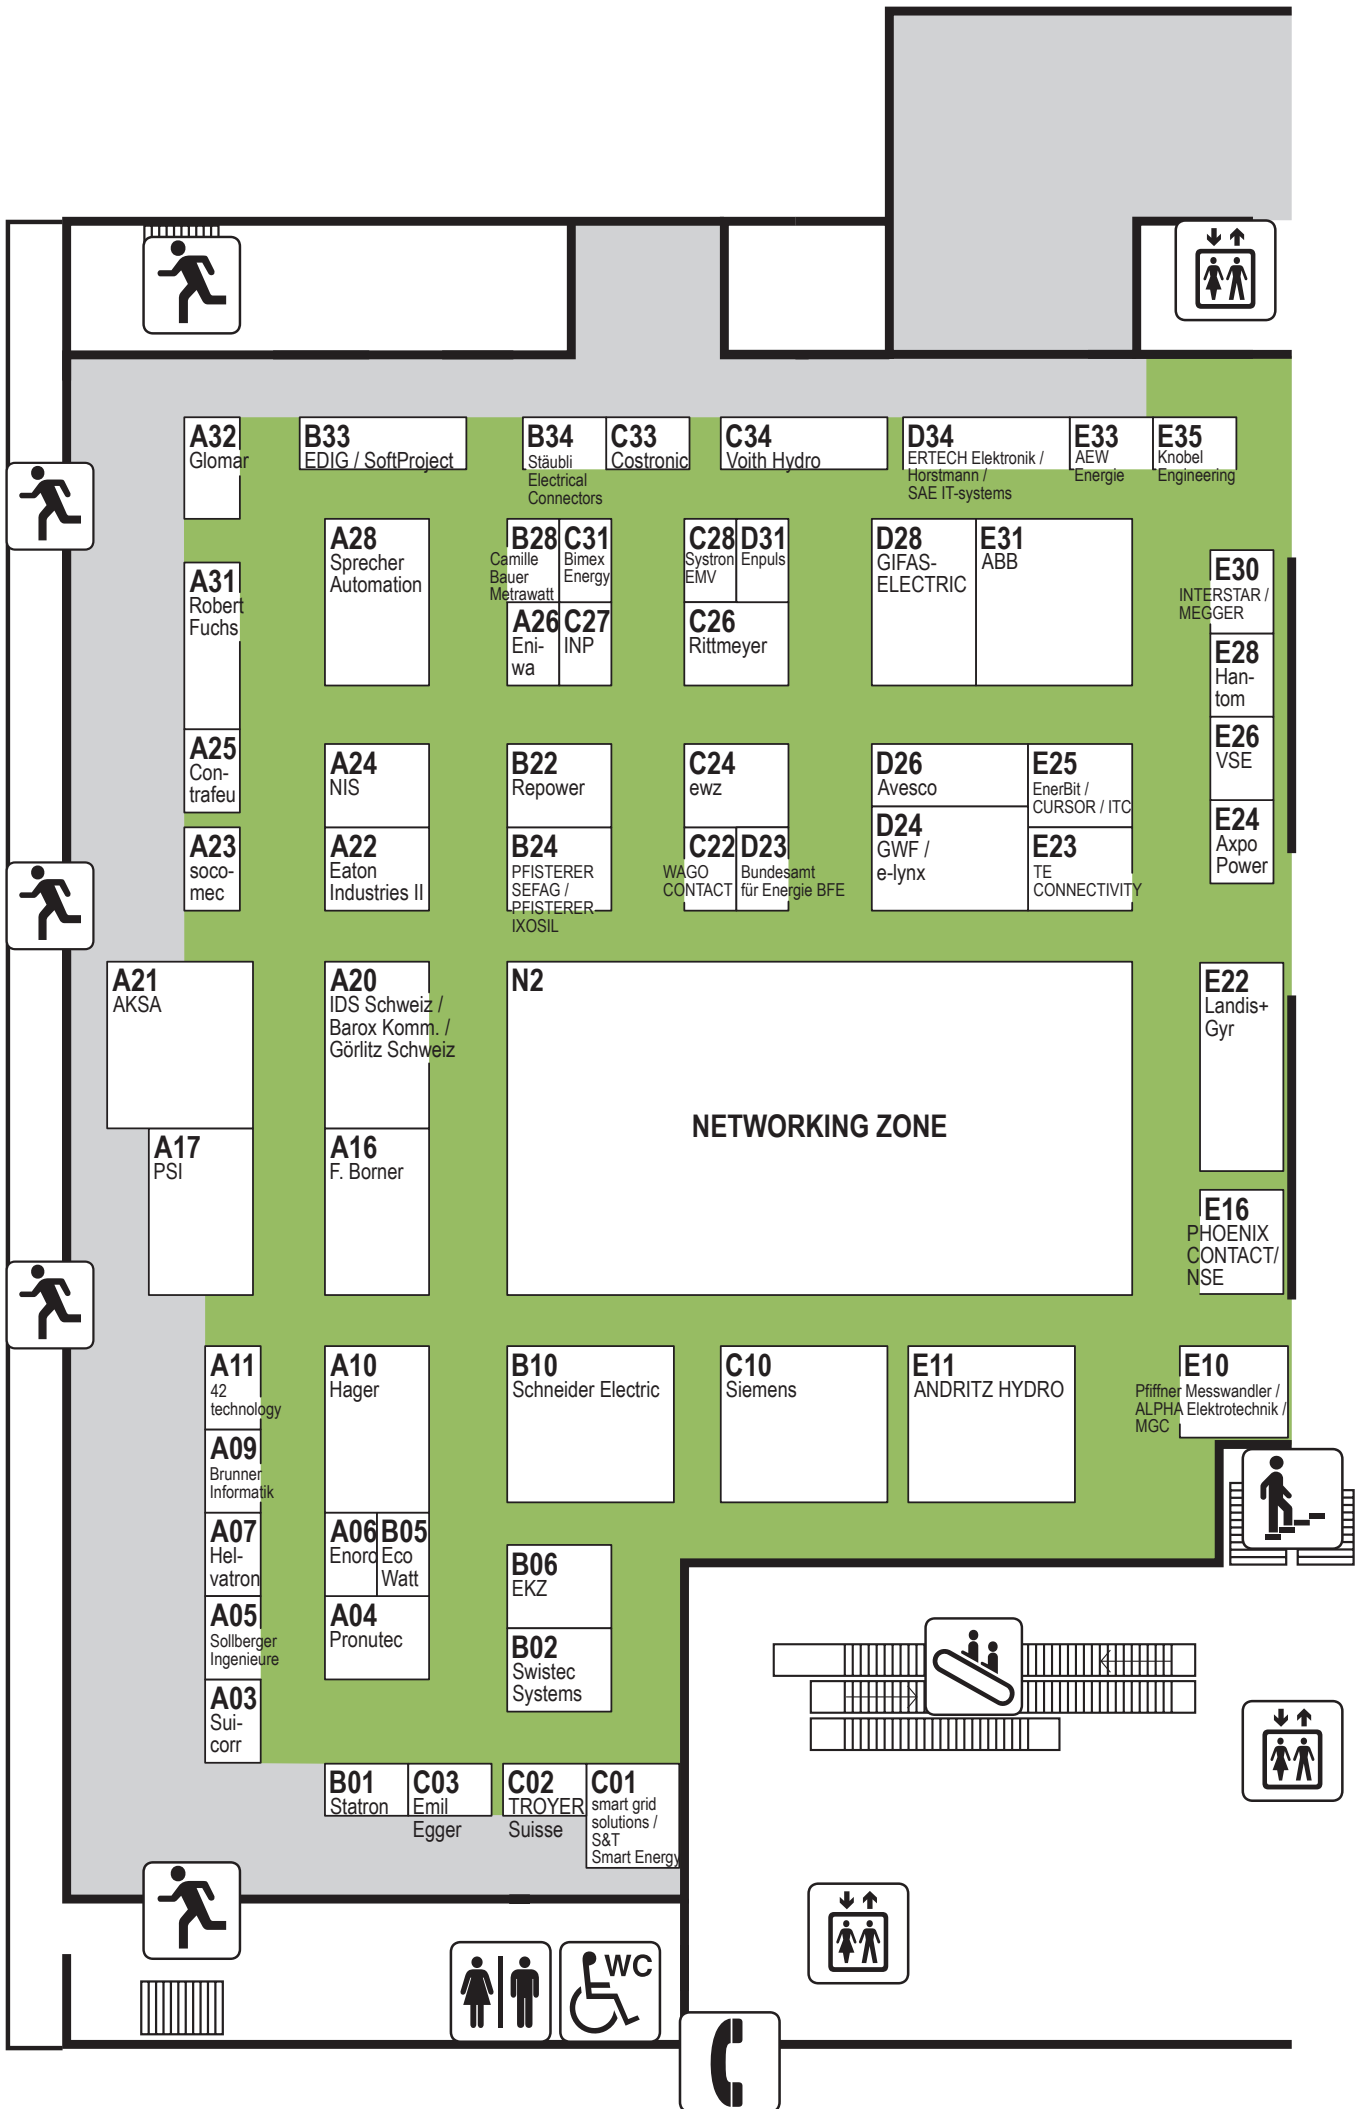 A32
Glomar
B33
EDIG / SoftProject
B34
Stäubli
Electrical
Connectors
C33
Costronic
C34
Voith Hydro
D34
ERTECH Elektronik /
Horstmann /
SAE IT-systems
E33
AEW
Energie
E35
Knobel
Engineering
A31
Robert
Fuchs
A28
Sprecher
Automation
B28
Camille
Bauer
Metrawatt
C31
Bimex
Energy
A26
Eni-
wa
C27
INP
C28
Systron
EMV
D31
Enpuls
C26
Rittmeyer
D28
GIFAS-
ELECTRIC
E31
ABB
E30
INTERSTAR /
MEGGER
E28
Han-
tom
E26
VSE
E24
Axpo
Power
A25
Con-
trafeu
A23
soco-
mec
A24
NIS
A22
Eaton
Industries II
B22
Repower
B24
PFISTERER
SEFAG /
PFISTERER
IXOSIL
C24
ewz
C22
WAGO
CONTACT
D23
Bundesamt
für Energie BFE
D26
Avesco
D24
GWF /
e-lynx
E25
EnerBit /
CURSOR / ITC
E23
TE
CONNECTIVITY
A21
AKSA
A17
PSI
A20
IDS Schweiz /
Barox Komm. /
Görlitz Schweiz
A16
F. Borner
N2
NETWORKING ZONE
E22
Landis+
Gyr
E16
PHOENIX
CONTACT/
NSE
A11
42
technology
A09
Brunner
Informatik
A07
Hel-
vatron
A05
Sollberger
Ingenieure
A03
Sui-
corr
A10
Hager
A06
Enoro
B05
Eco
Watt
A04
Pronutec
B10
Schneider Electric
C10
Siemens
E11
ANDRITZ HYDRO
E10
Pfiffner Messwandler /
ALPHA Elektrotechnik /
MGC
B06
EKZ
B02
Swistec
Systems
B01
Statron
C03
Emil
Egger
C02
TROYER
Suisse
C01
smart grid
solutions /
S&T
Smart Energy
WC